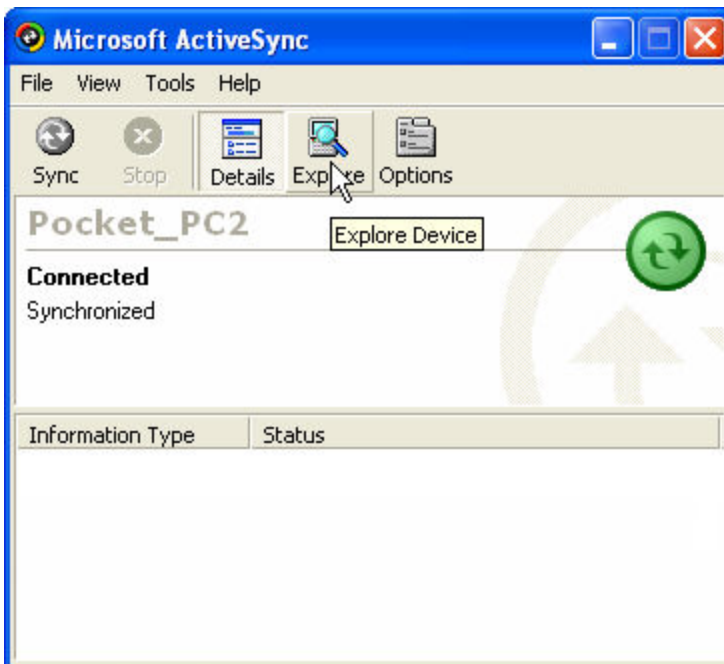 Microsoft ActiveSync
File View Tools Help
Sync Stop Details Explore Options
Explore Device
Pocket_PC2
Connected
Synchronized
Information Type Status